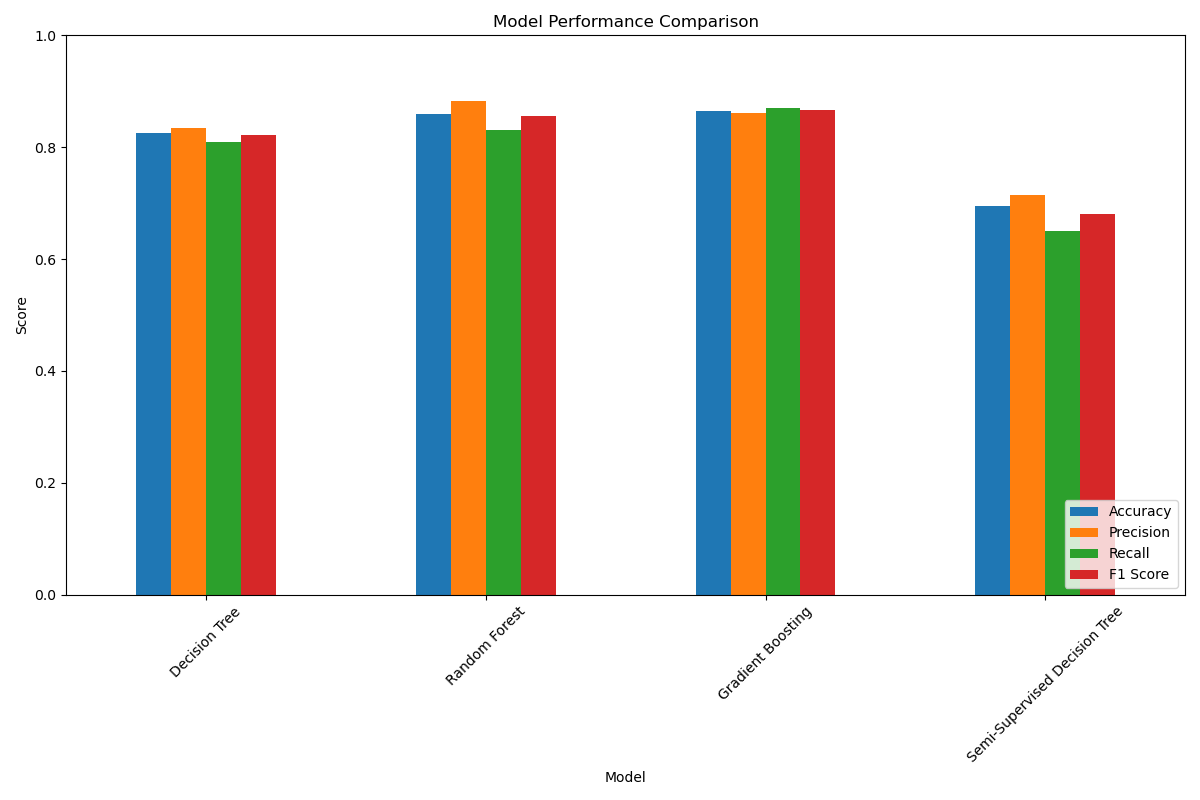 Model Performance Comparison
1.0
0.8
0.6
0.4
0.2
0.0
Score
Accuracy
Precision
Recall
F1 Score
Decision Tree
Random Forest
Gradient Boosting
Semi-Supervised Decision Tree
Model